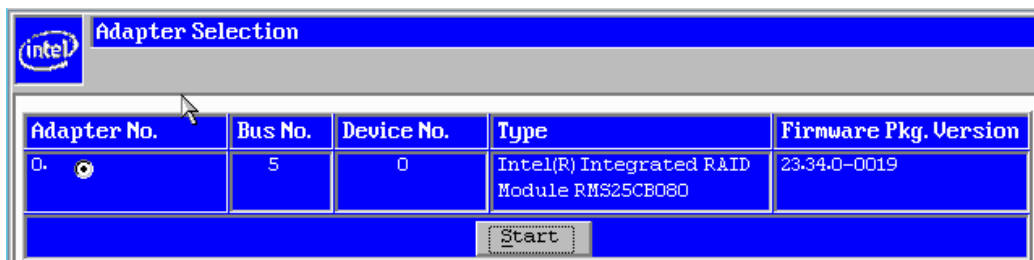 intel
Adapter Selection
Adapter No. Bus No. Device No. Type Firmware Pkg. Version
0. 5 0 Intel(R) Integrated RAID 23.34.0-0019
Module RMS25CB080
Start